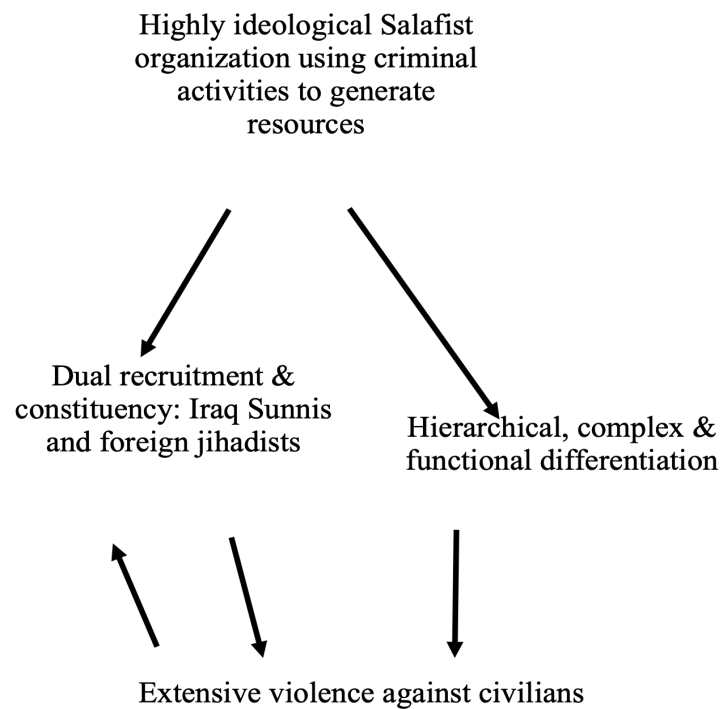 Highly ideological Salafist
organization using criminal
activities to generate
resources
Dual recruitment &
constituency: Iraq Sunnis
and foreign jihadists
Hierarchical, complex &
functional differentiation
Extensive violence against civilians